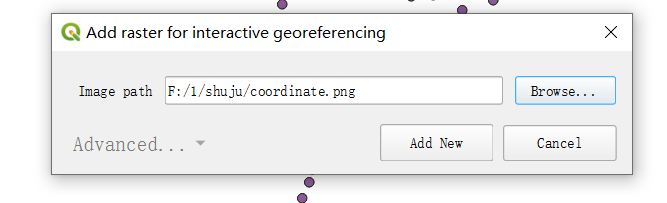 Add raster for interactive georeferencing
Image path F:/1/shuju/coordinate.png Browse...
Advanced... Add New Cancel